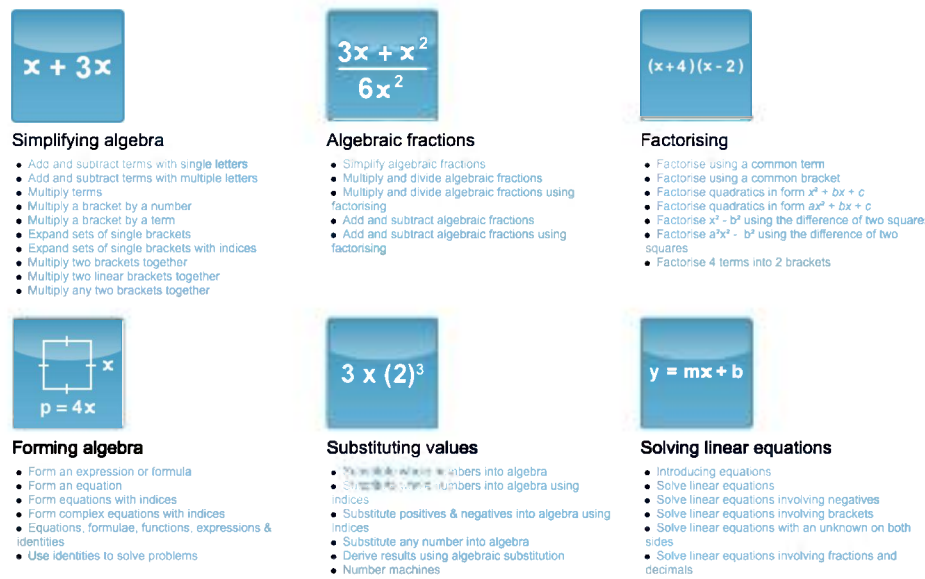 x + 3x
Simplifying algebra
Add and subtract terms with single letters
Add and subtract terms with multiple letters
Multiply terms
Multiply a bracket by a number
Multiply a bracket by a term
Expand sets of single brackets
Expand sets of single brackets with indices
Multiply two brackets together
Multiply two linear brackets together
Multiply any two brackets together
3x + x²
6x²
Algebraic fractions
Simplify algebraic fractions
Multiply and divide algebraic fractions
Multiply and divide algebraic fractions using
factorising
Add and subtract algebraic fractions
Add and subtract algebraic fractions using
factorising
(x+4)(x-2)
Factorising
Factorise using a common term
Factorise using a common bracket
Factorise quadratics in form x² + bx + c
Factorise quadratics in form ax² + bx + c
Factorise x² - b² using the difference of two square
Factorise a²x² - b² using the difference of two
squares
Factorise 4 terms into 2 brackets
x
p = 4x
Forming algebra
Form an expression or formula
Form an equation
Form equations with indices
Form complex equations with indices
Equations, formulae, functions, expressions &
identities
Use identities to solve problems
3 x (2)³
Substituting values
into algebra
numbers into algebra using
indices
Substitute positives & negatives into algebra using
indices
Substitute any number into algebra
Derive results using algebraic substitution
Number machines
y = mx + b
Solving linear equations
Introducing equations
Solve linear equations
Solve linear equations involving negatives
Solve linear equations involving brackets
Solve linear equations with an unknown on both
sides
Solve linear equations involving fractions and
decimals